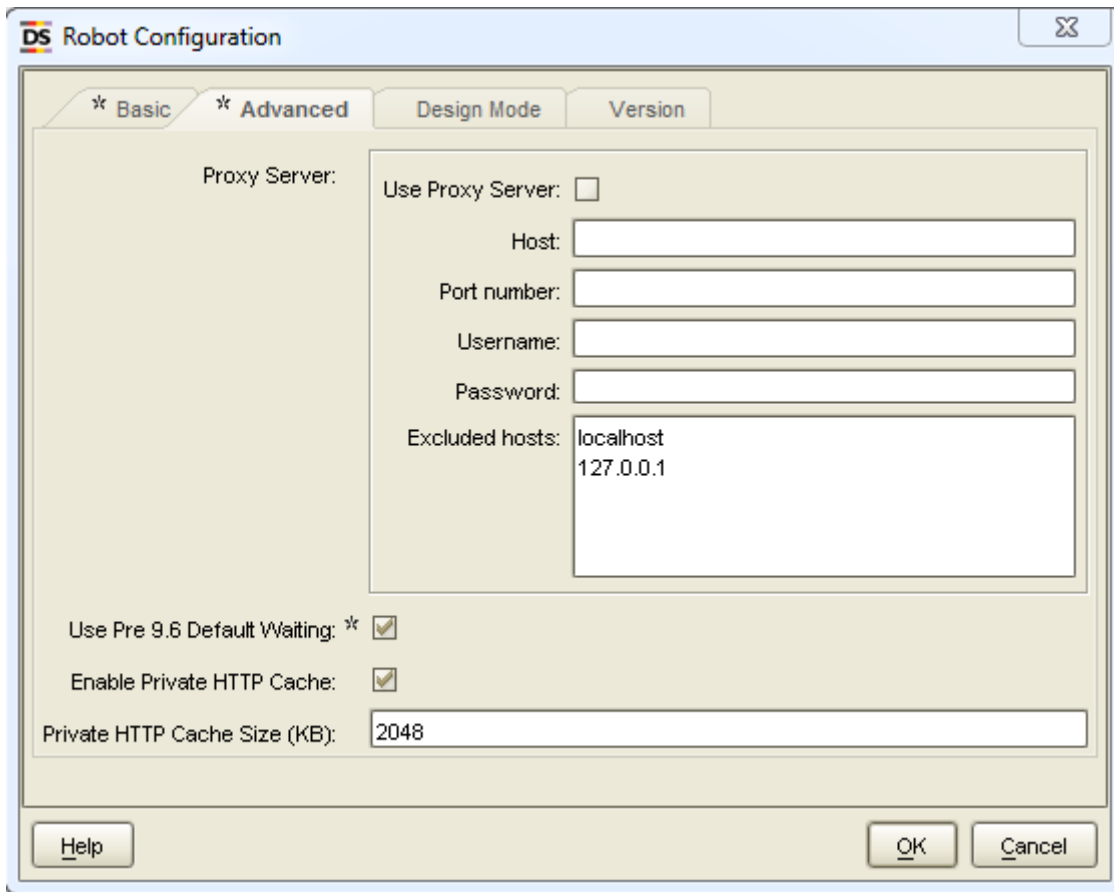 DS Robot Configuration
* Basic * Advanced Design Mode Version
Proxy Server:
Use Proxy Server:
Host:
Port number:
Username:
Password:
Excluded hosts: localhost
127.0.0.1
Use Pre 9.6 Default Waiting: *
Enable Private HTTP Cache:
Private HTTP Cache Size (KB): 2048
Help OK Cancel